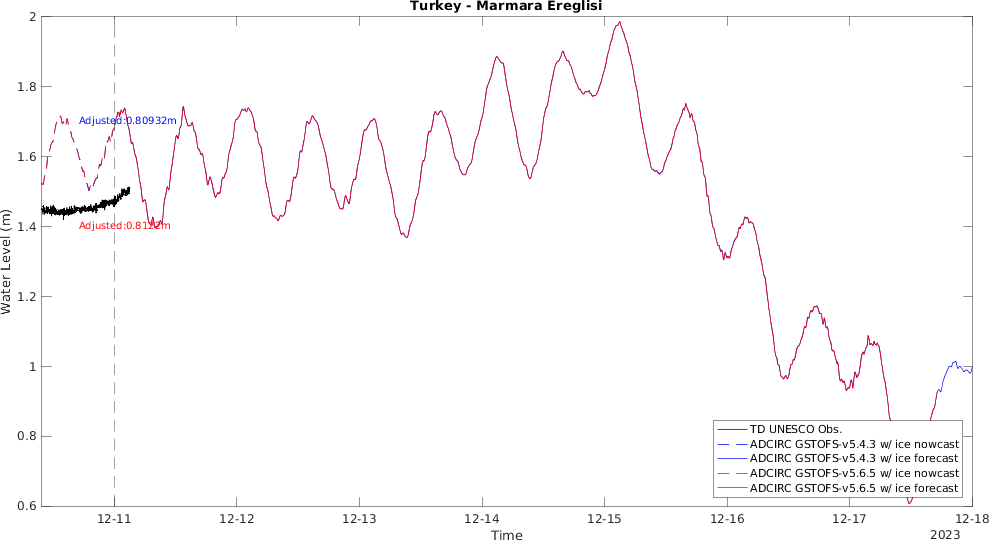 Turkey - Marmara Ereglisi
2
1.8
1.6
1.4
1.2
1
0.8
0.6
Water Level (m)
Adjusted:0.80932m
Adjusted:0.8122m
TD UNESCO Obs.
ADCIRC GSTOFS-v5.4.3 w/ ice nowcast
ADCIRC GSTOFS-v5.4.3 w/ ice forecast
ADCIRC GSTOFS-v5.6.5 w/ ice nowcast
ADCIRC GSTOFS-v5.6.5 w/ ice forecast
12-11 12-12 12-13 12-14 12-15 12-16 12-17 12-18
Time
2023